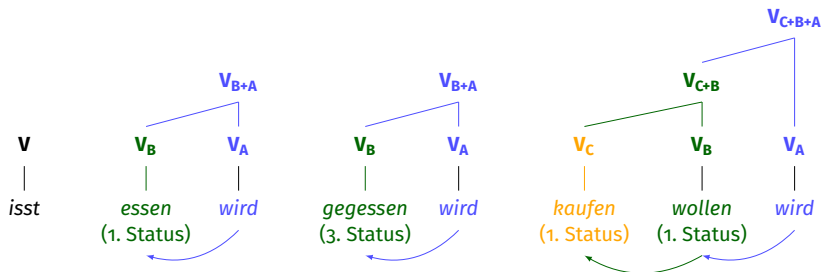 V_C+B+A
V_B+A V_B+A V_C+B
V V_B V_A V_B V_A V_C V_B V_A
isst essen wird gegessen wird kaufen wollen wird
(1. Status) (3. Status) (1. Status) (1. Status)